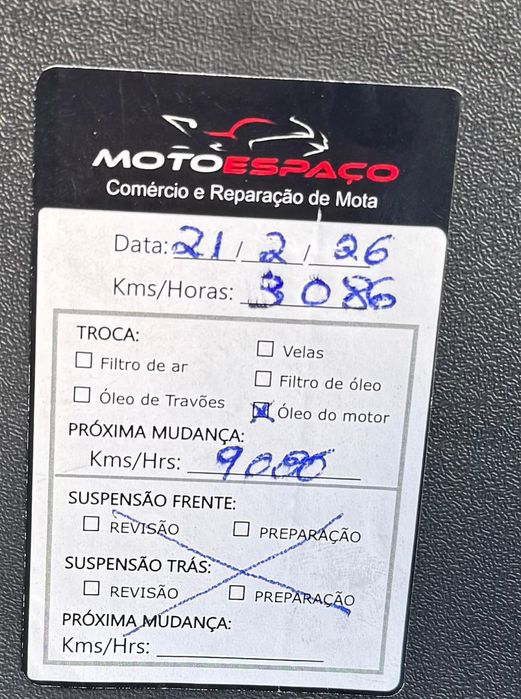 MOTOESPAÇO
Comércio e Reparação de Mota
Data: 21 / 2 / 26
Kms/Horas: 3086
TROCA:
Filtro de ar
Velas
Óleo de Travões
Filtro de óleo
Óleo do motor
PRÓXIMA MUDANÇA:
Kms/Hrs:
SUSPENSÃO FRENTE:
REVISÃO PREPARAÇÃO
SUSPENSÃO TRÁS:
REVISÃO PREPARAÇÃO
PRÓXIMA MUDANÇA:
Kms/Hrs: